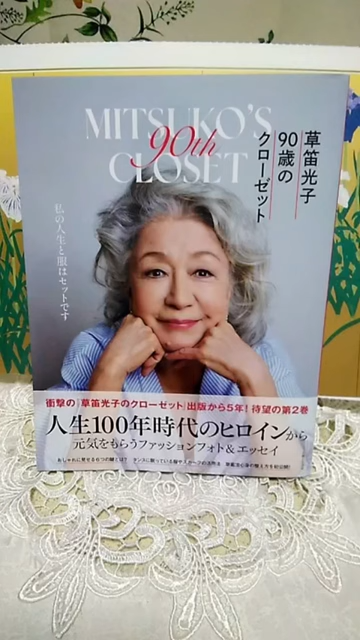 MITSUKO'S
90th
CLOSET
草笛光子
90歳の
クローゼット
私の人生と服はセットです
衝撃の『草笛光子のクローゼット』出版から5年!待望の第2巻
人生100年時代のヒロインから
元気をもらうファッションフォト&エッセイ